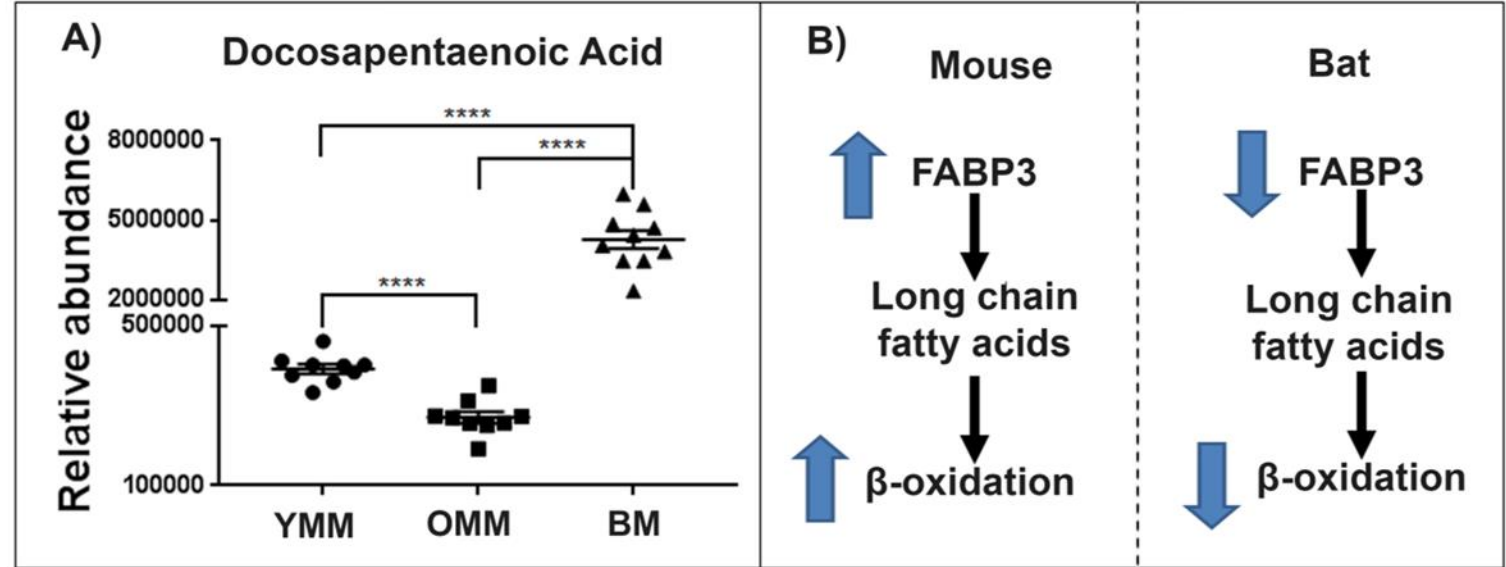 A)
Docosapentaenoic Acid
Relative abundance
8000000
5000000
2000000
500000
100000
****
****
****
YMM
OMM
BM
B)
Mouse
FABP3
Long chain
fatty acids
β-oxidation
Bat
FABP3
Long chain
fatty acids
β-oxidation